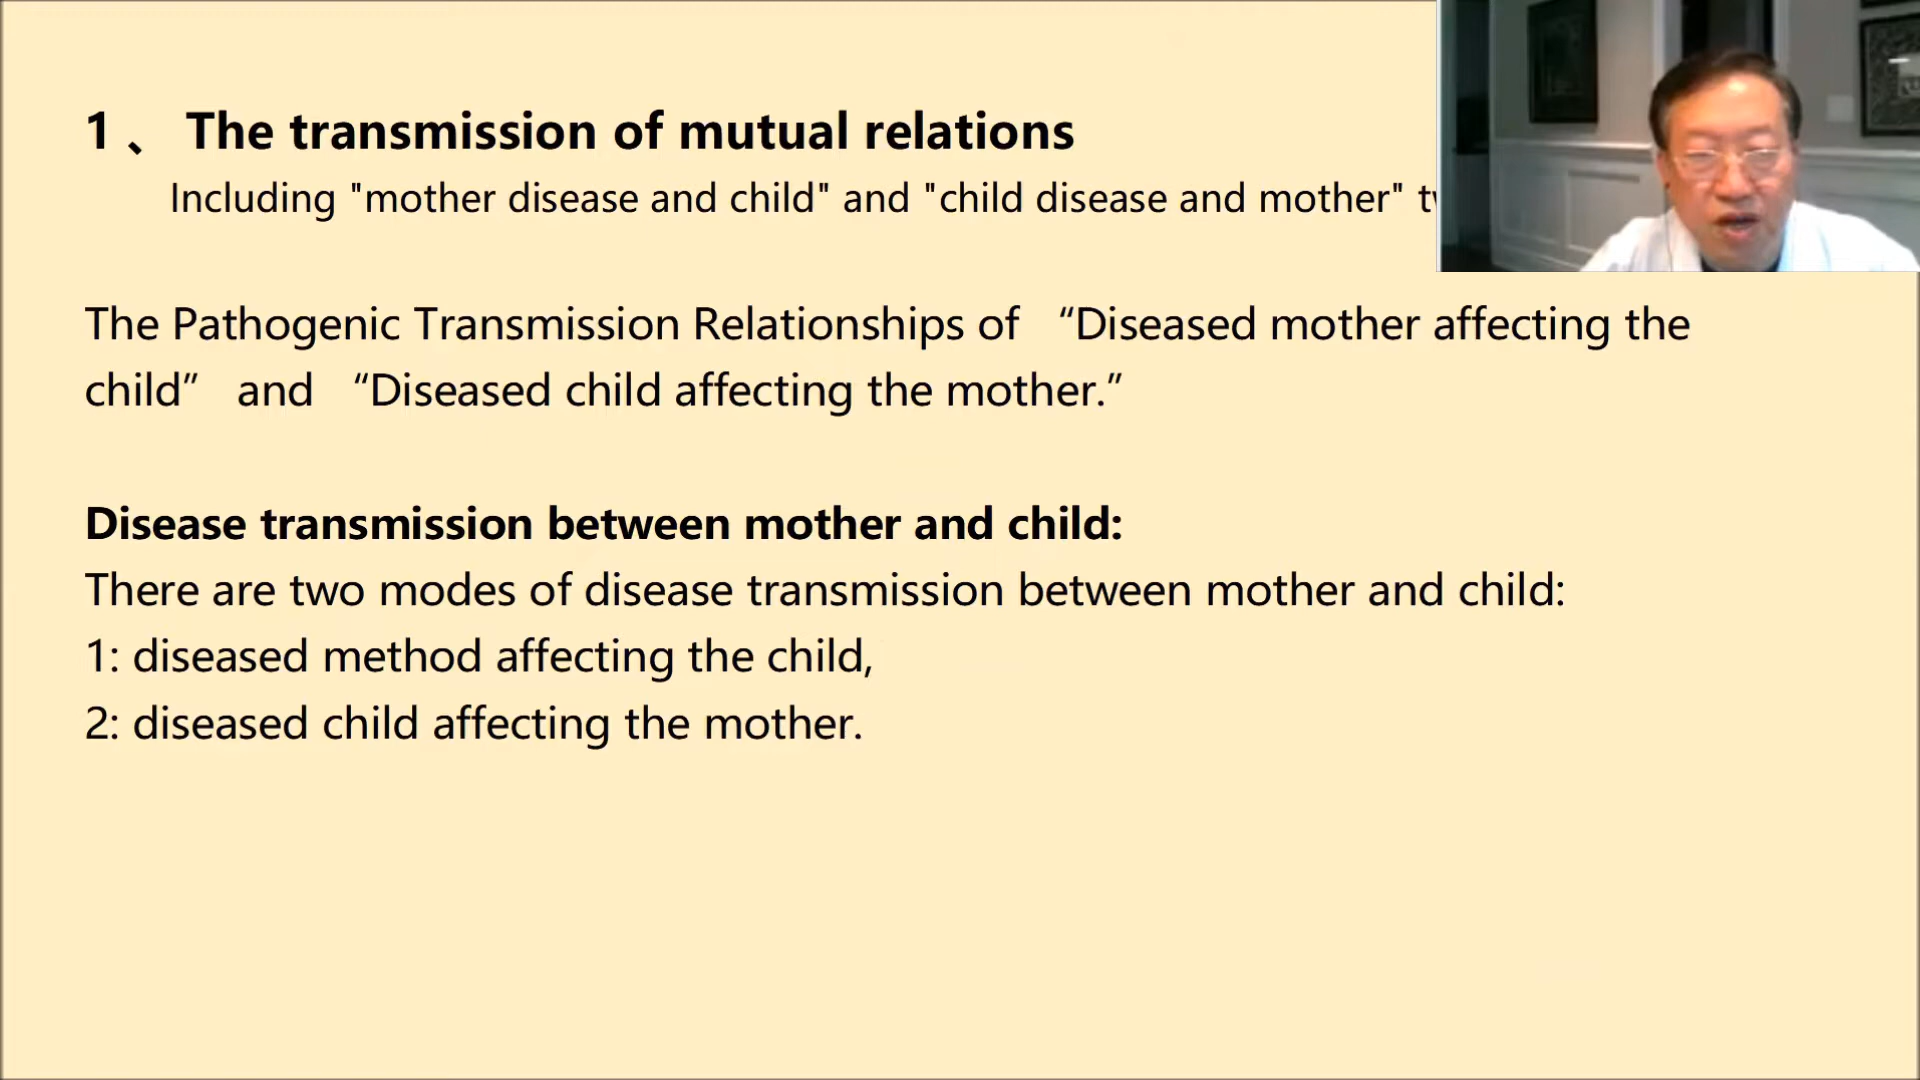 1、 The transmission of mutual relations
Including "mother disease and child" and "child disease and mother"
The Pathogenic Transmission Relationships of “Diseased mother affecting the
child” and “Diseased child affecting the mother.”
Disease transmission between mother and child:
There are two modes of disease transmission between mother and child:
1: diseased method affecting the child,
2: diseased child affecting the mother.